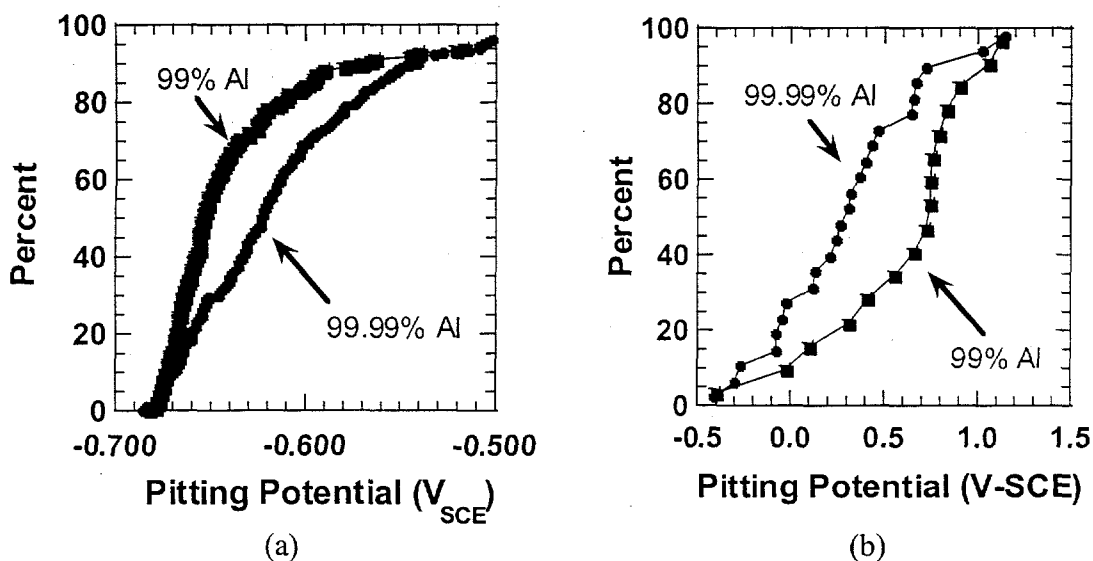 100
80
60
40
20
0
Percent
99% Al
99.99% Al
-0.700
-0.600
-0.500
Pitting Potential (V_SCE)
(a)
100
80
60
40
20
0
Percent
99.99% Al
99% Al
-0.5
0.0
0.5
1.0
1.5
Pitting Potential (V-SCE)
(b)